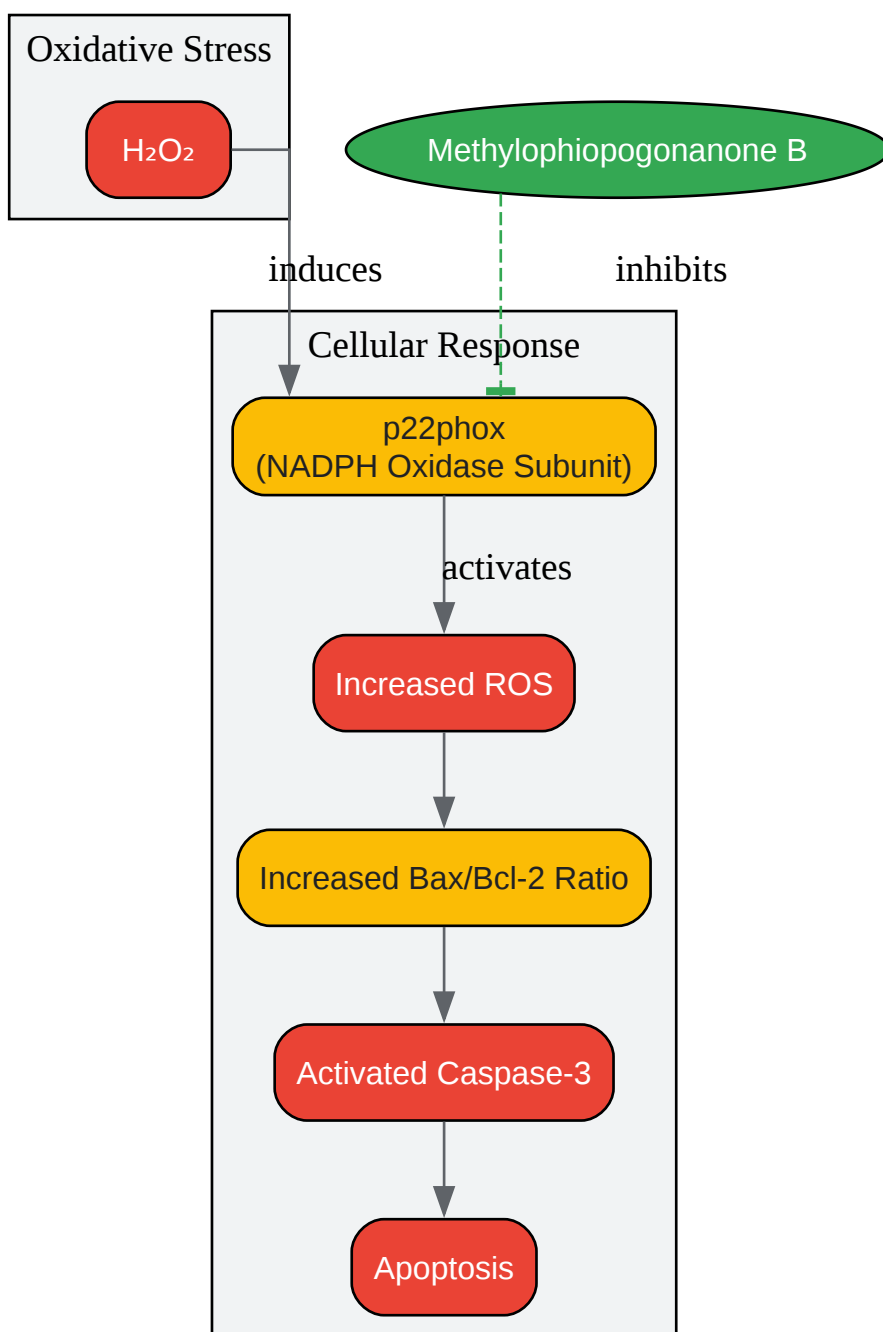 Oxidative Stress
H₂O₂
Methylophiopogonanone B
induces
inhibits
Cellular Response
p22phox
(NADPH Oxidase Subunit)
activates
Increased ROS
Increased Bax/Bcl-2 Ratio
Activated Caspase-3
Apoptosis